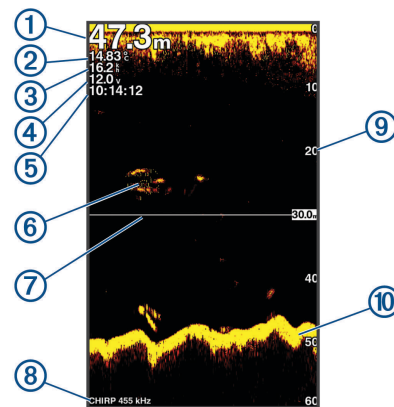 ① 47.3m 0
② 14.83 °C
③ 16.2 k/h
④ 12.0 v
⑤ 10:14:12 10
20 ⑨
⑥
30.0m
⑦
40
50 ⑩
⑧ CHIRP 455 kHz 60